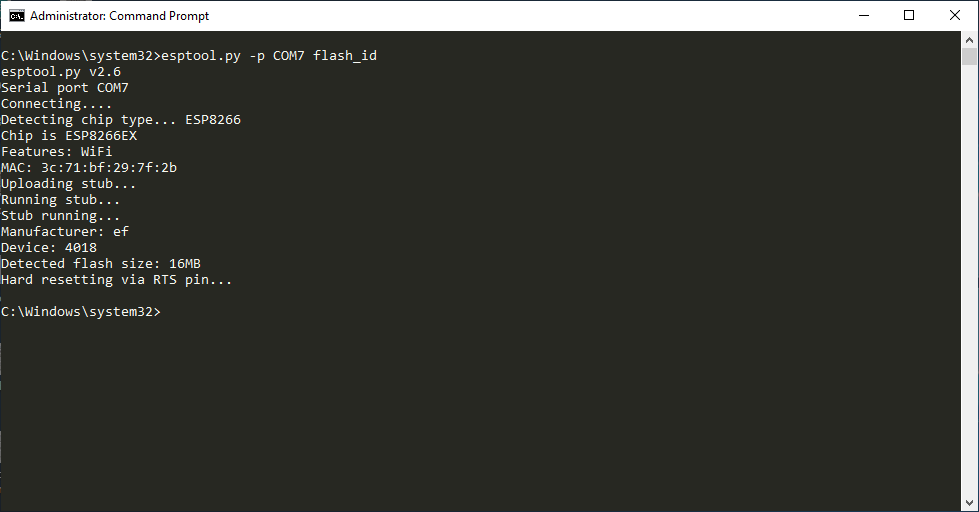 Administrator: Command Prompt
C:\Windows\system32>esptool.py -p COM7 flash_id
esptool.py v2.6
Serial port COM7
Connecting....
Detecting chip type... ESP8266
Chip is ESP8266EX
Features: WiFi
MAC: 3c:71:bf:29:7f:2b
Uploading stub...
Running stub...
Stub running...
Manufacturer: ef
Device: 4018
Detected flash size: 16MB
Hard resetting via RTS pin...
C:\Windows\system32>